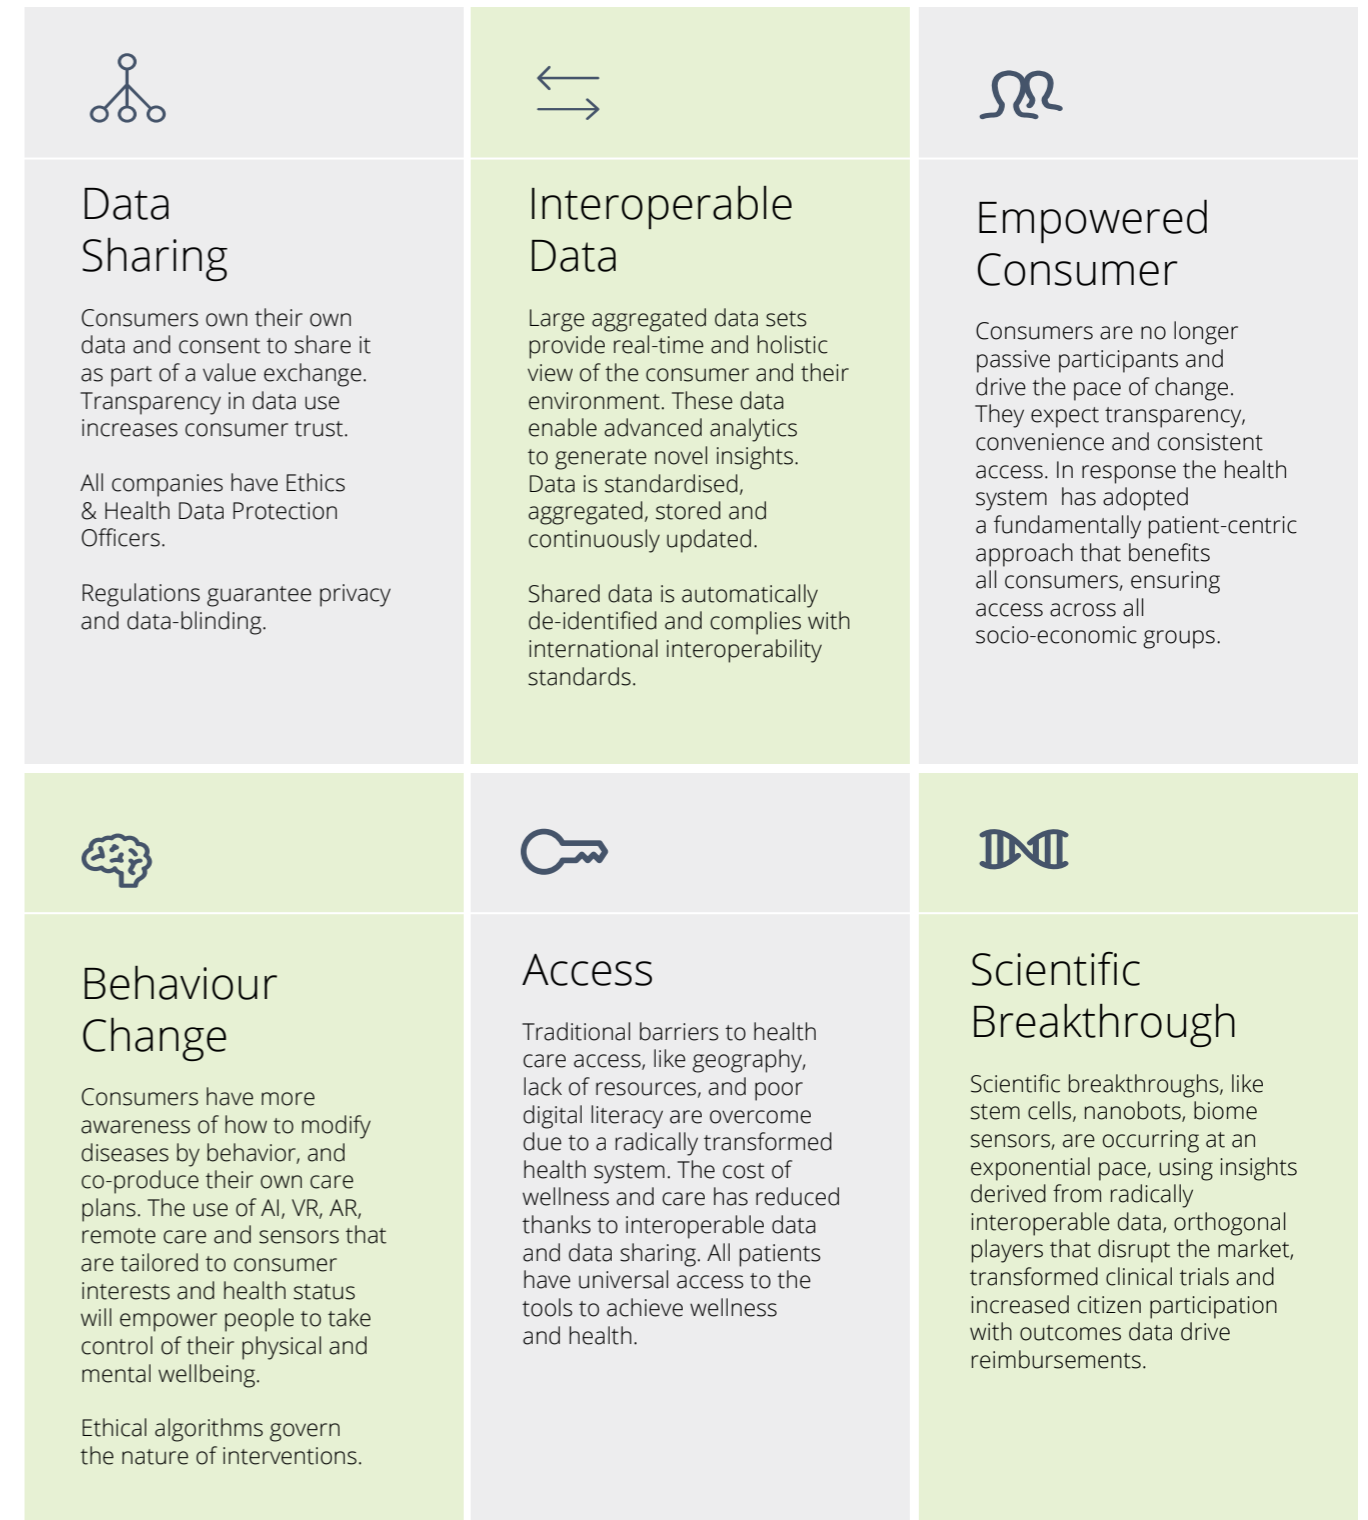 Data
Sharing
Consumers own their own
data and consent to share it
as part of a value exchange.
Transparency in data use
increases consumer trust.
All companies have Ethics
& Health Data Protection
Officers.
Regulations guarantee privacy
and data-blinding.
Interoperable
Data
Large aggregated data sets
provide real-time and holistic
view of the consumer and their
environment. These data
enable advanced analytics
to generate novel insights.
Data is standardised,
aggregated, stored and
continuously updated.
Shared data is automatically
de-identified and complies with
international interoperability
standards.
Empowered
Consumer
Consumers are no longer
passive participants and
drive the pace of change.
They expect transparency,
convenience and consistent
access. In response the health
system  has adopted
a fundamentally patient-centric
approach that benefits
all consumers, ensuring
access across all
socio-economic groups.
Behaviour
Change
Consumers have more
awareness of how to modify
diseases by behavior, and
co-produce their own care
plans. The use of AI, VR, AR,
remote care and sensors that
are tailored to consumer
interests and health status
will empower people to take
control of their physical and
mental wellbeing.
Ethical algorithms govern
the nature of interventions.
Access
Traditional barriers to health
care access, like geography,
lack of resources, and poor
digital literacy are overcome
due to a radically transformed
health system. The cost of
wellness and care has reduced
thanks to interoperable data
and data sharing. All patients
have universal access to the
tools to achieve wellness
and health.
Scientific
Breakthrough
Scientific breakthroughs, like
stem cells, nanobots, biome
sensors, are occurring at an
exponential pace, using insights
derived from radically
interoperable data, orthogonal
players that disrupt the market,
transformed clinical trials and
increased citizen participation
with outcomes data drive
reimbursements.